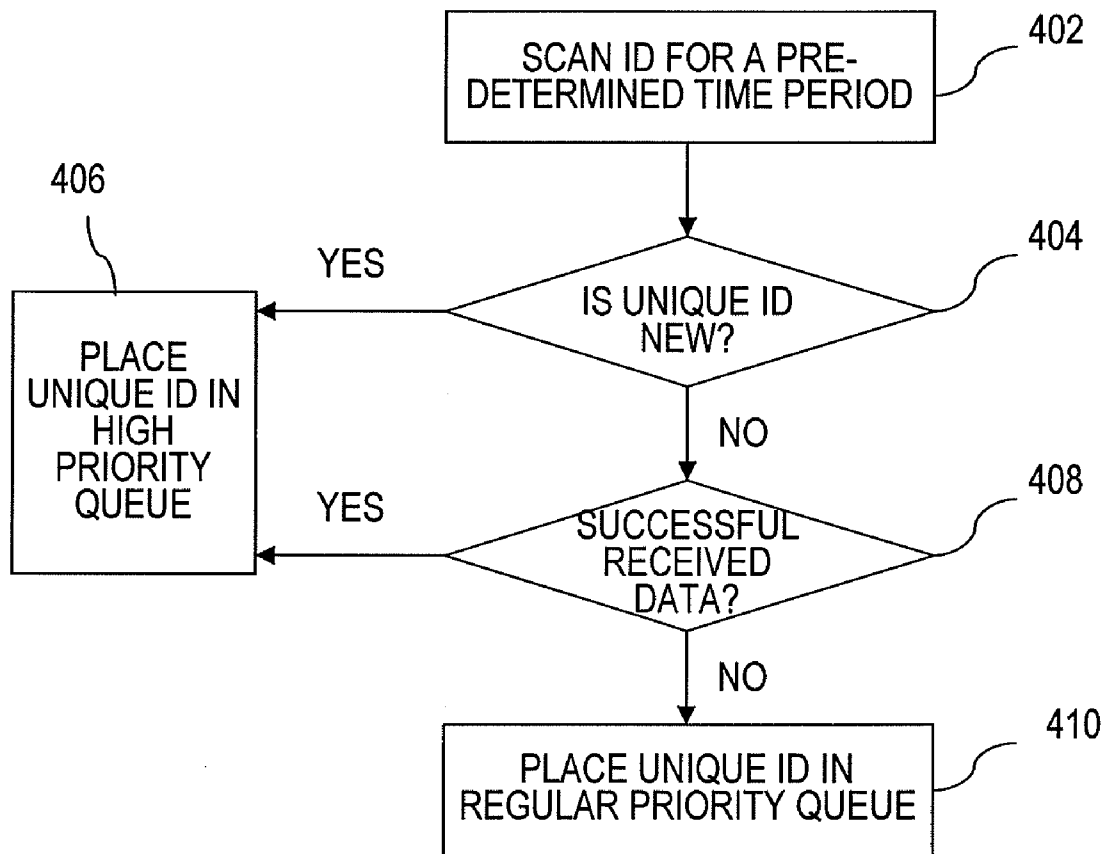 402
SCAN ID FOR A PRE-
DETERMINED TIME PERIOD
406
404
YES
IS UNIQUE ID
NEW?
PLACE
UNIQUE ID IN
HIGH
PRIORITY
QUEUE
NO
408
YES
SUCCESSFUL
RECEIVED
DATA?
NO
410
PLACE UNIQUE ID IN
REGULAR PRIORITY QUEUE